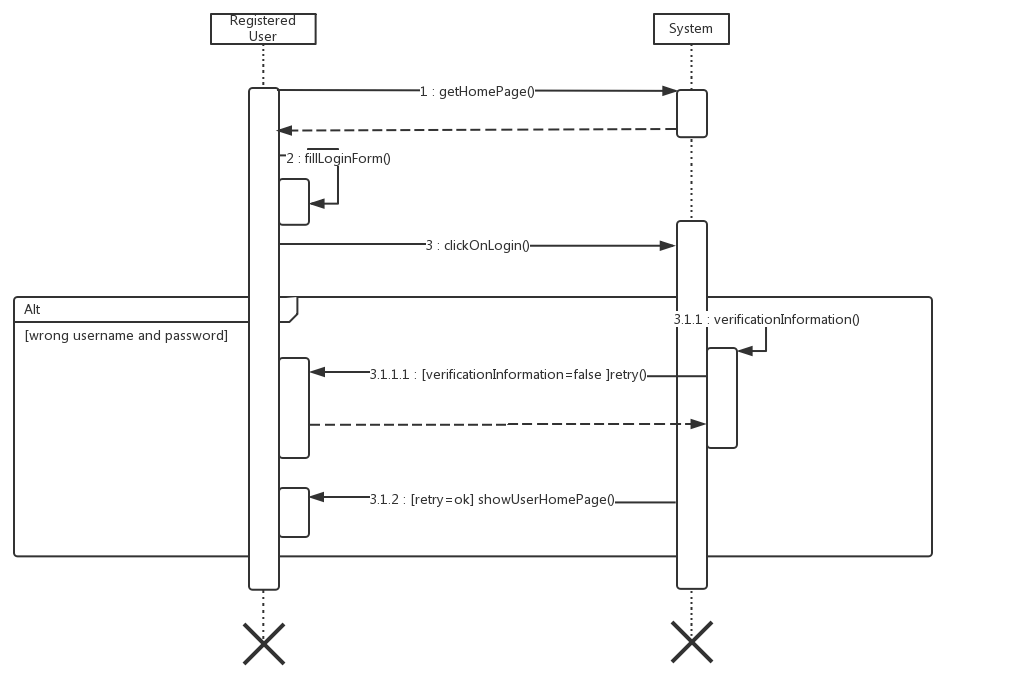 Registered
User
System
1 : getHomePage()
2 : fillLoginForm()
3 : clickOnLogin()
Alt
3.1.1 : verificationInformation()
[wrong username and password]
3.1.1.1 : [verificationInformation=false ]retry()
3.1.2 : [retry=ok] showUserHomePage()